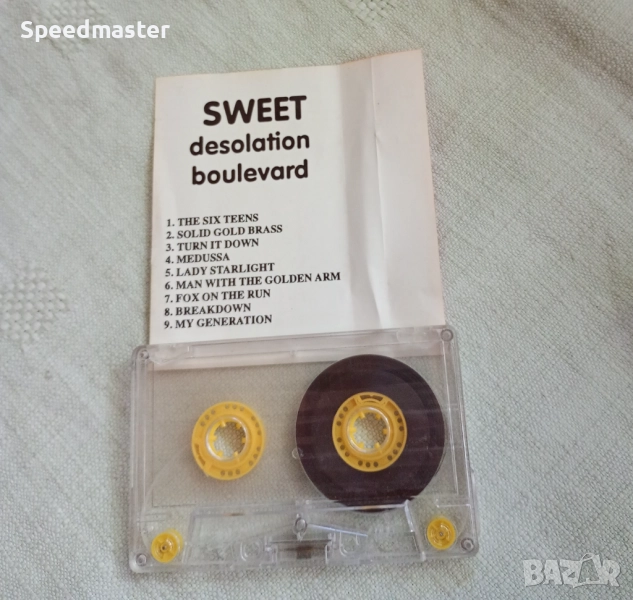 Speedmaster
SWEET
desolation
boulevard
1. THE SIX TEENS
2. SOLID GOLD BRASS
3. TURN IT DOWN
4. MEDUSSA
5. LADY STARLIGHT
6. MAN WITH THE GOLDEN ARM
7. FOX ON THE RUN
8. BREAKDOWN
9. MY GENERATION
BAZAR